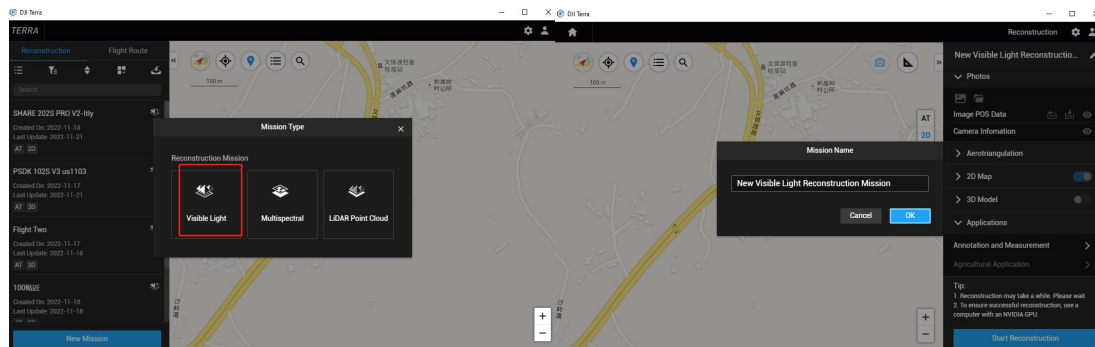 DJI Terra
TERRA
Reconstruction
Flight Route
Search
SHARE 202S PRO V2-Itly
Created On: 2022-11-18
Last Update: 2022-11-21
AT 2D
PSDK 102S V3 us1103
Created On: 2022-11-17
Last Update: 2022-11-21
AT 3D
Flight Two
Created On: 2022-11-17
Last Update: 2022-11-18
AT 3D
Created On: 2022-11-18
Last Update: 2022-11-18
New Mission
100 m
Mission Type
Reconstruction Mission
Visible Light
Multispectral
LiDAR Point Cloud
+
−
DJI Terra
Reconstruction
100 m
AT
2D
Mission Name
New Visible Light Reconstruction Mission
Cancel
OK
+
−
New Visible Light Reconstructio...
Photos
Image POS Data
Camera Infomation
Aerotriangulation
2D Map
3D Model
Applications
Annotation and Measurement
Agricultural Application
Tip:
1. Reconstruction may take a while. Please wait
2. To ensure successful reconstruction, use a
computer with an NVIDIA GPU.
Start Reconstruction